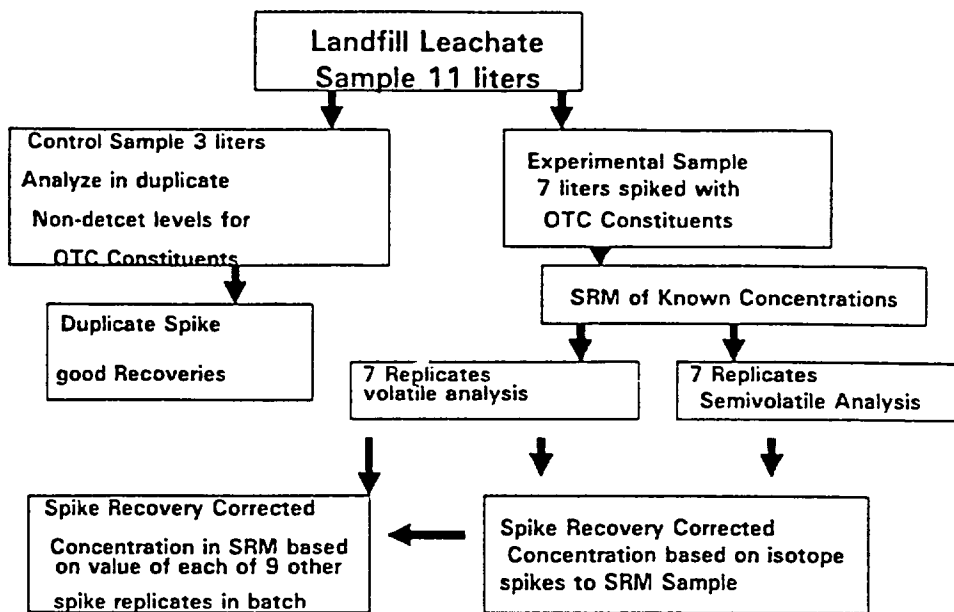 Landfill Leachate
Sample 11 liters
Control Sample 3 liters
Analyze in duplicate
Non-detcet levels for
OTC Constituents
Experimental Sample
7 liters spiked with
OTC Constituents
SRM of Known Concentrations
Duplicate Spike
good Recoveries
7 Replicates
volatile analysis
7 Replicates
Semivolatile Analysis
Spike Recovery Corrected
Concentration in SRM based
on value of each of 9 other
spike replicates in batch
Spike Recovery Corrected
Concentration based on isotope
spikes to SRM Sample